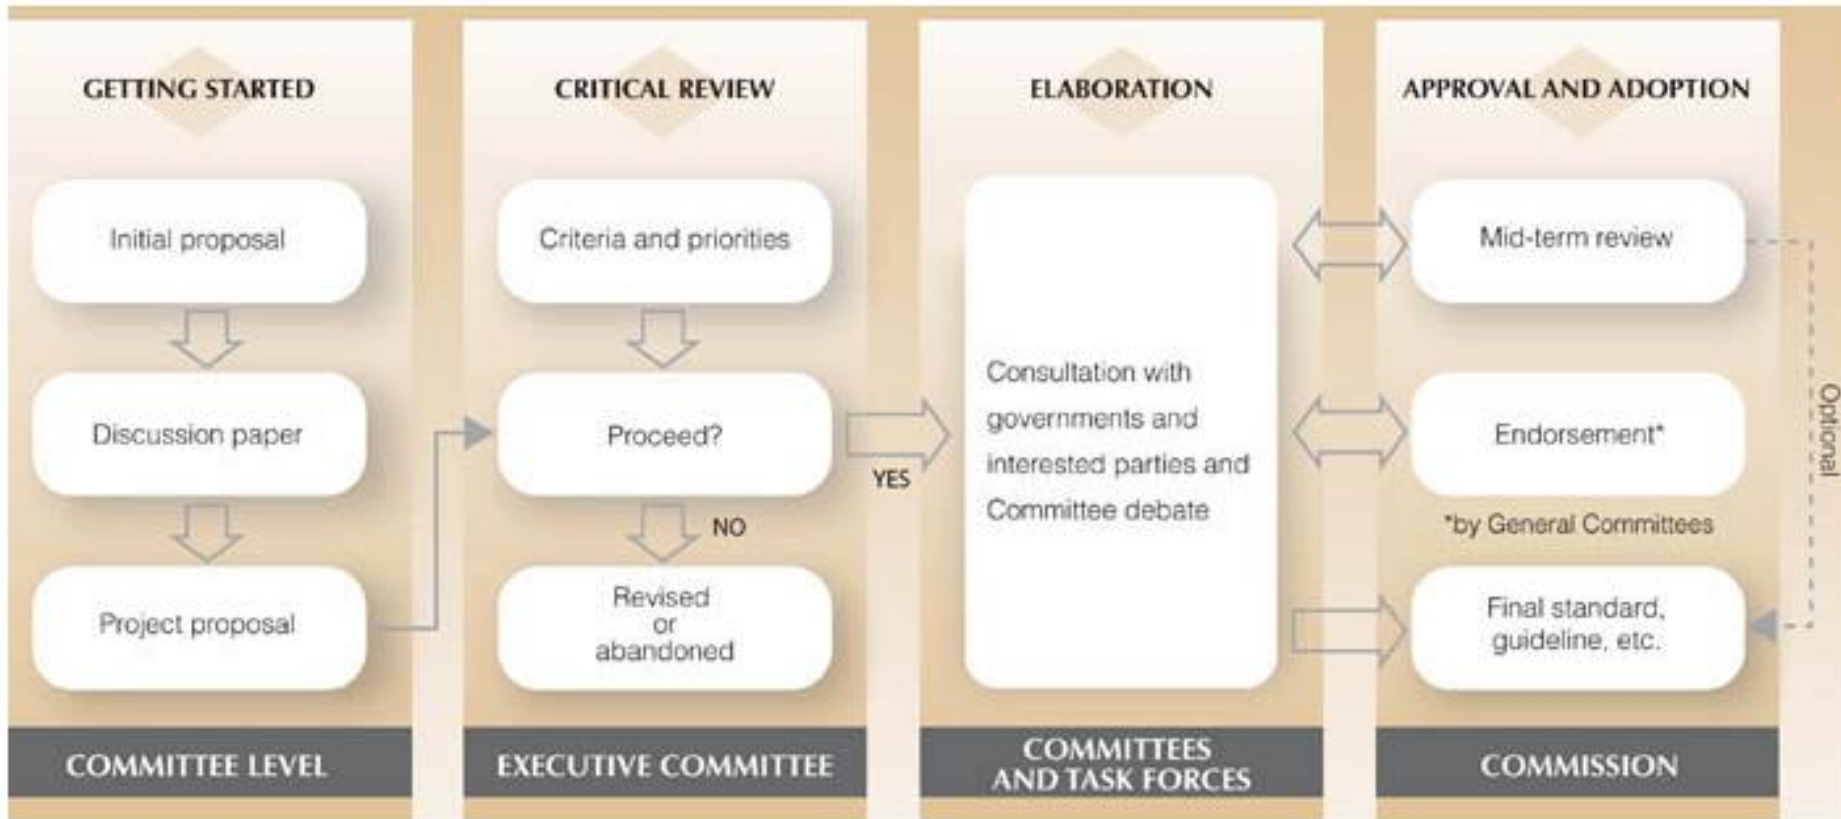 GETTING STARTED
Initial proposal
Discussion paper
Project proposal
COMMITTEE LEVEL
CRITICAL REVIEW
Criteria and priorities
Proceed?
YES
NO
Revised
or
abandoned
EXECUTIVE COMMITTEE
ELABORATION
Consultation with
governments and
interested parties and
Committee debate
COMMITTEES
AND TASK FORCES
APPROVAL AND ADOPTION
Mid-term review
Endorsement*
*by General Committees
Final standard,
guideline, etc.
Optional
COMMISSION